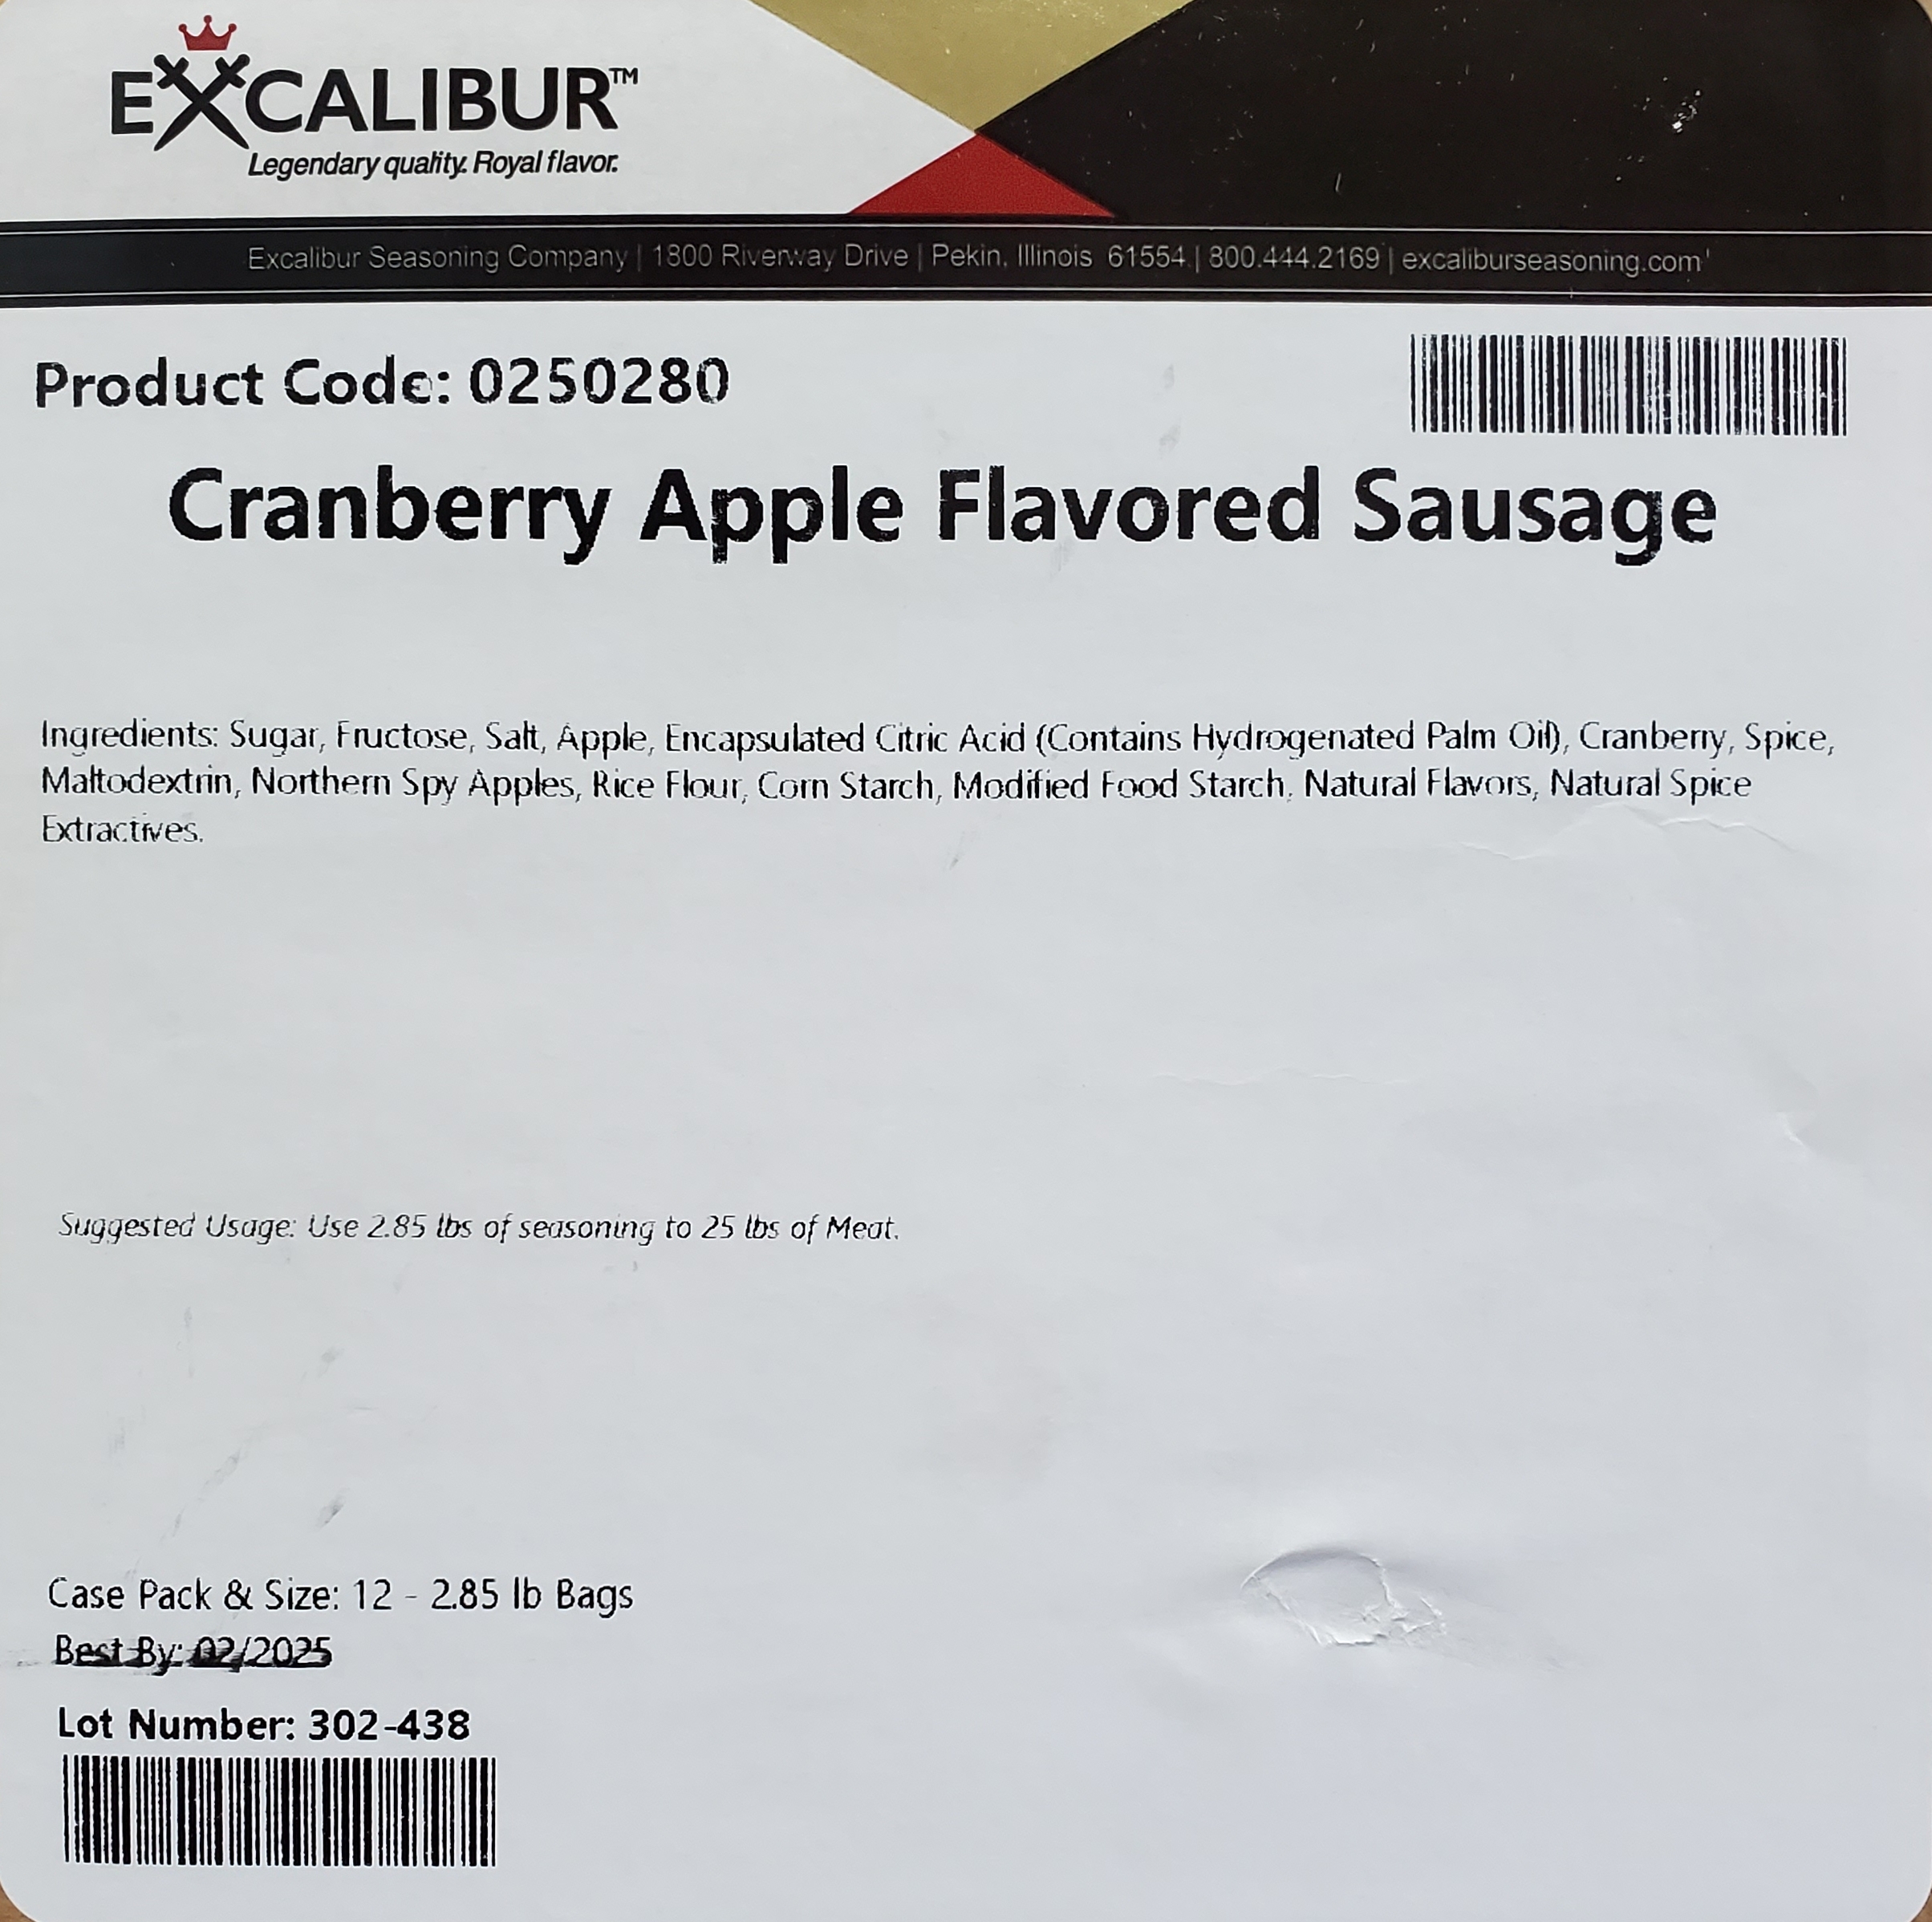 EXCALIBUR™
Legendary quality. Royal flavor.
Excalibur Seasoning Company | 1800 Riverway Drive | Pekin, Illinois 61554 | 800.444.2169 | excaliburseasoning.com
Product Code: 0250280
Cranberry Apple Flavored Sausage
Ingredients: Sugar, Fructose, Salt, Apple, Encapsulated Citric Acid (Contains Hydrogenated Palm Oil), Cranberry, Spice,
Maltodextrin, Northern Spy Apples, Rice Flour, Corn Starch, Modified Food Starch, Natural Flavors, Natural Spice
Extractives.
Suggested Usage: Use 2.85 lbs of seasoning to 25 lbs of Meat.
Case Pack & Size: 12 - 2.85 lb Bags
Best By: 02/2025
Lot Number: 302-438